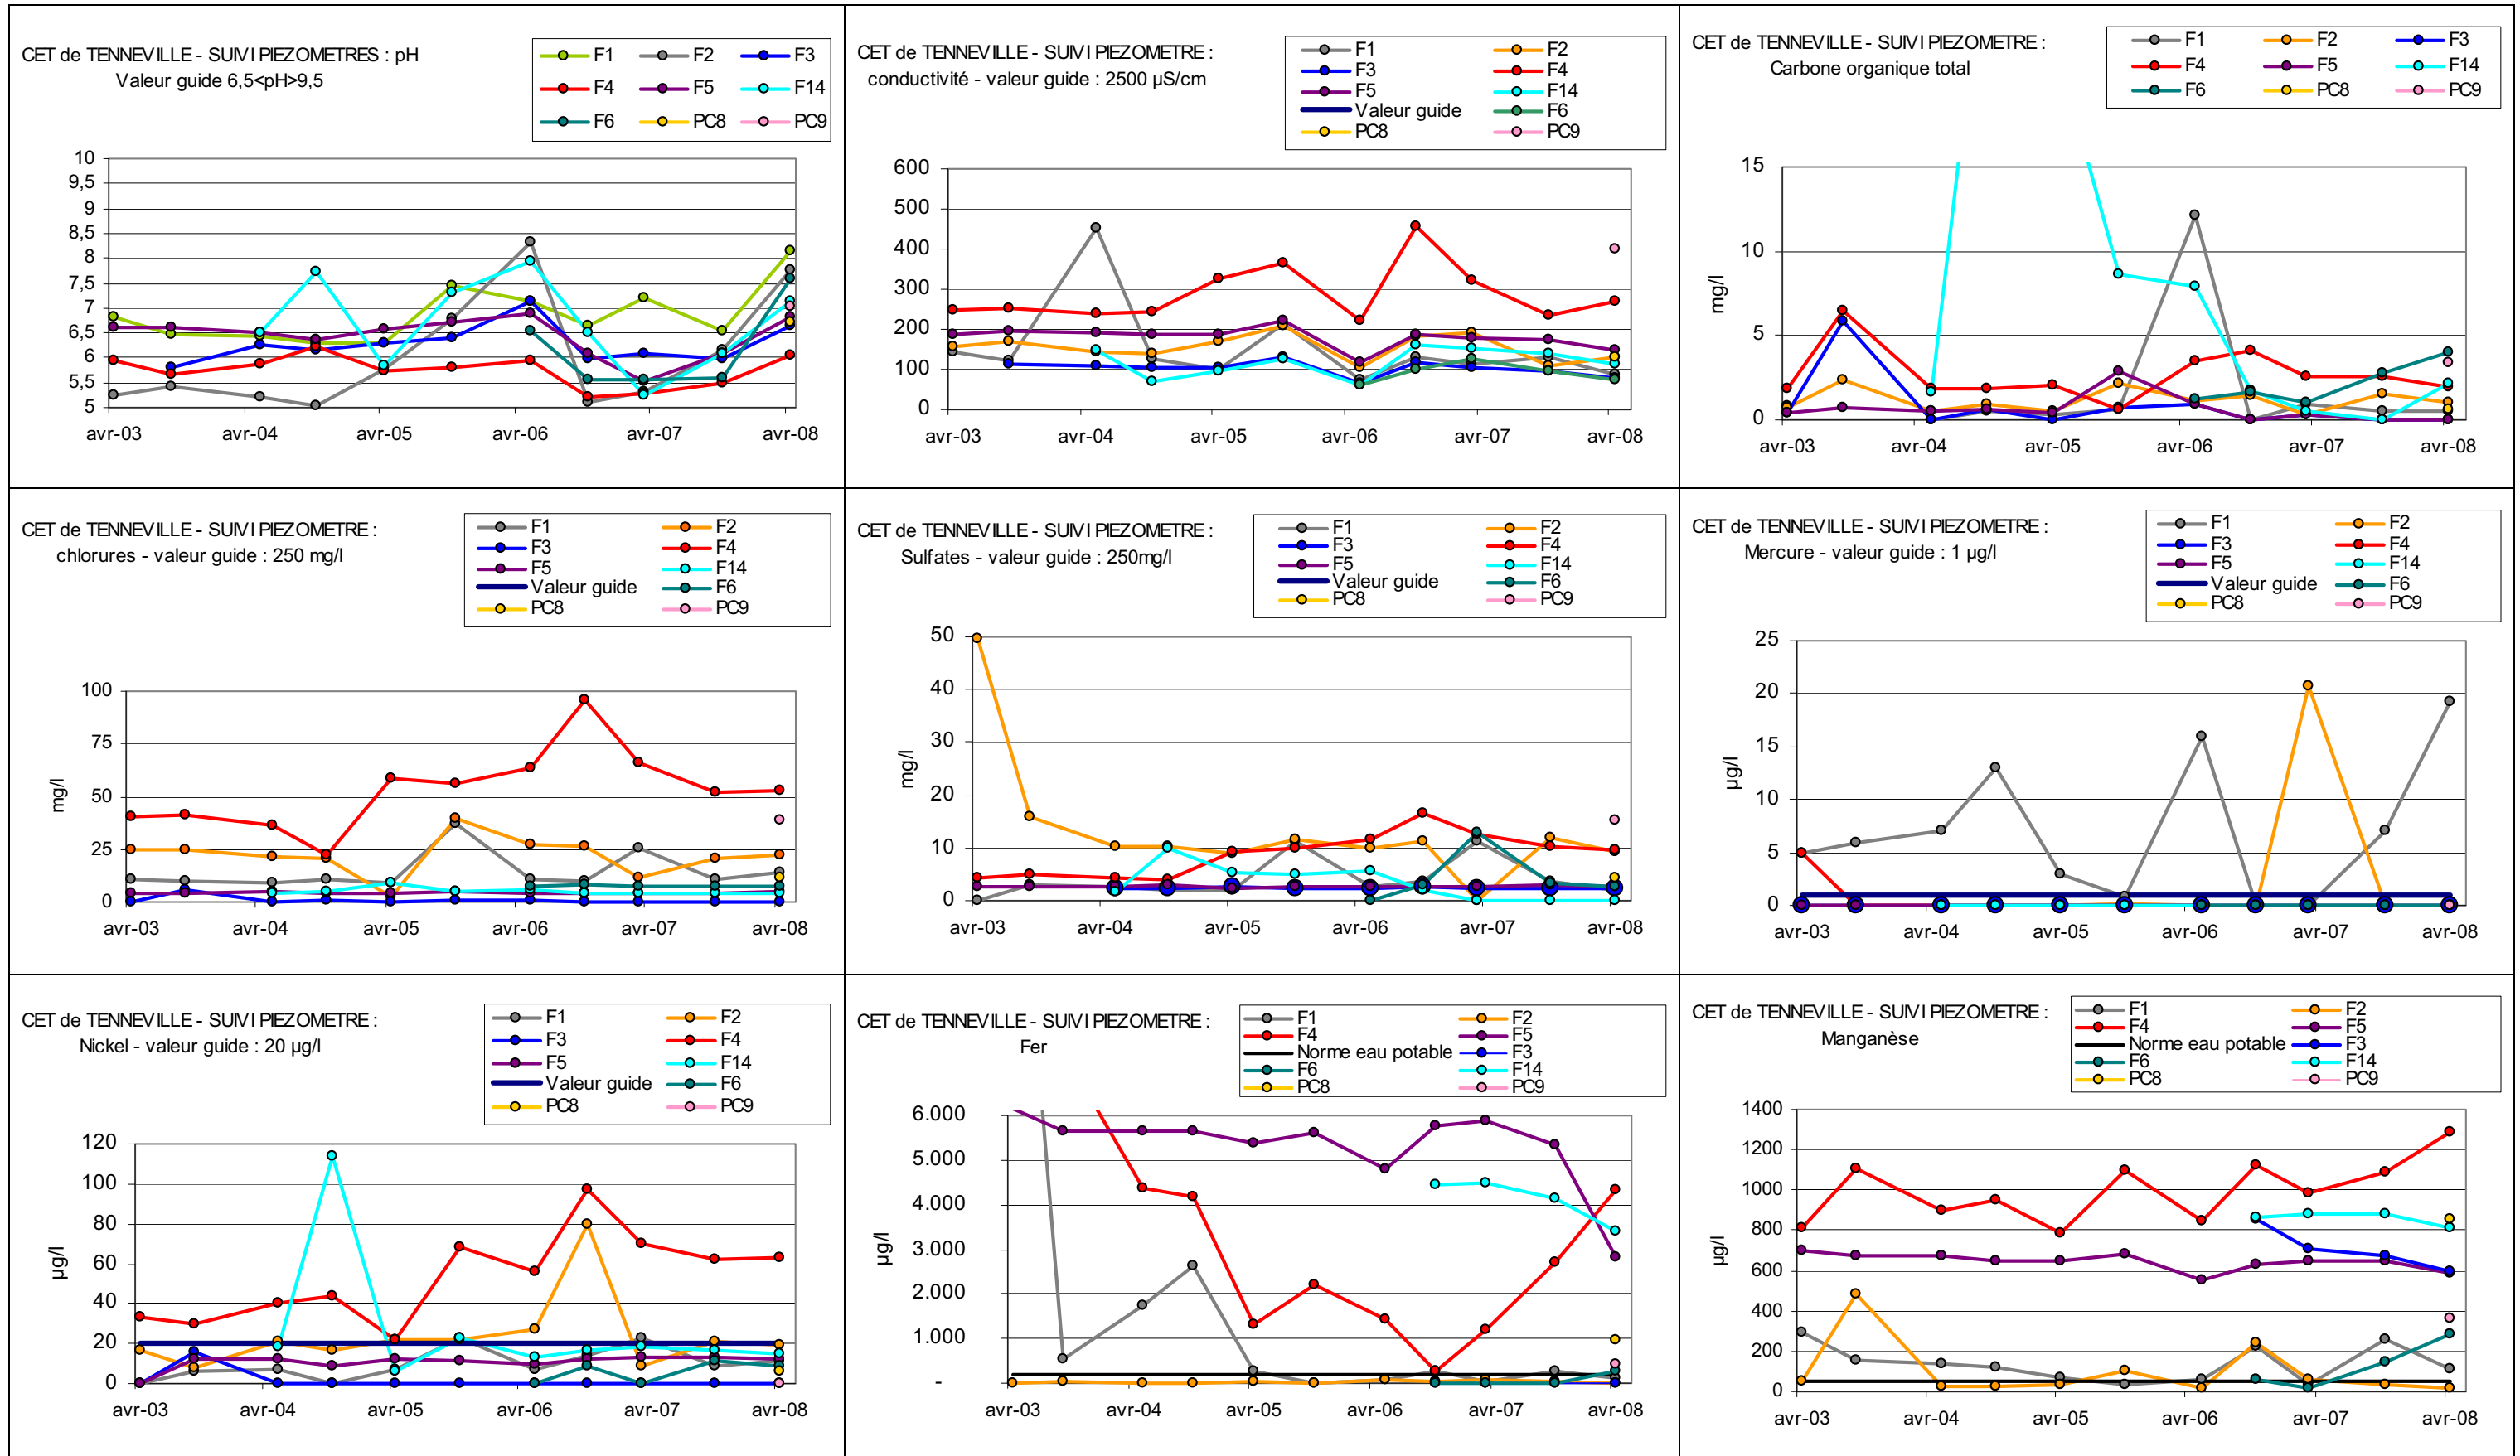 CET de TENNEVILLE - SUIVI PIEZOMETRES : pH
Valeur guide 6,5<pH>9,5
F1 F2 F3
F4 F5 F14
F6 PC8 PC9
10
9,5
9
8,5
8
7,5
7
6,5
6
5,5
5
avr-03 avr-04 avr-05 avr-06 avr-07 avr-08
CET de TENNEVILLE - SUIVI PIEZOMETRE :
conductivité - valeur guide : 2500 µS/cm
F1 F2
F3 F4
F5 F14
Valeur guide F6
PC8 PC9
600
500
400
300
200
100
0
avr-03 avr-04 avr-05 avr-06 avr-07 avr-08
CET de TENNEVILLE - SUIVI PIEZOMETRE :
Carbone organique total
F1 F2 F3
F4 F5 F14
F6 PC8 PC9
mg/l
15
10
5
0
avr-03 avr-04 avr-05 avr-06 avr-07 avr-08
CET de TENNEVILLE - SUIVI PIEZOMETRE :
chlorures - valeur guide : 250 mg/l
F1 F2
F3 F4
F5 F14
Valeur guide F6
PC8 PC9
mg/l
100
75
50
25
0
avr-03 avr-04 avr-05 avr-06 avr-07 avr-08
CET de TENNEVILLE - SUIVI PIEZOMETRE :
Sulfates - valeur guide : 250mg/l
F1 F2
F3 F4
F5 F14
Valeur guide F6
PC8 PC9
mg/l
50
40
30
20
10
0
avr-03 avr-04 avr-05 avr-06 avr-07 avr-08
CET de TENNEVILLE - SUIVI PIEZOMETRE :
Mercure - valeur guide : 1 µg/l
F1 F2
F3 F4
F5 F14
Valeur guide F6
PC8 PC9
µg/l
25
20
15
10
5
0
avr-03 avr-04 avr-05 avr-06 avr-07 avr-08
CET de TENNEVILLE - SUIVI PIEZOMETRE :
Nickel - valeur guide : 20 µg/l
F1 F2
F3 F4
F5 F14
Valeur guide F6
PC8 PC9
µg/l
120
100
80
60
40
20
0
avr-03 avr-04 avr-05 avr-06 avr-07 avr-08
CET de TENNEVILLE - SUIVI PIEZOMETRE :
Fer
F1 F2
F4 F5
Norme eau potable F3
F6 F14
PC8 PC9
µg/l
6.000
5.000
4.000
3.000
2.000
1.000
-
avr-03 avr-04 avr-05 avr-06 avr-07 avr-08
CET de TENNEVILLE - SUIVI PIEZOMETRE :
Manganèse
F1 F2
F4 F5
Norme eau potable F3
F6 F14
PC8 PC9
µg/l
1400
1200
1000
800
600
400
200
0
avr-03 avr-04 avr-05 avr-06 avr-07 avr-08